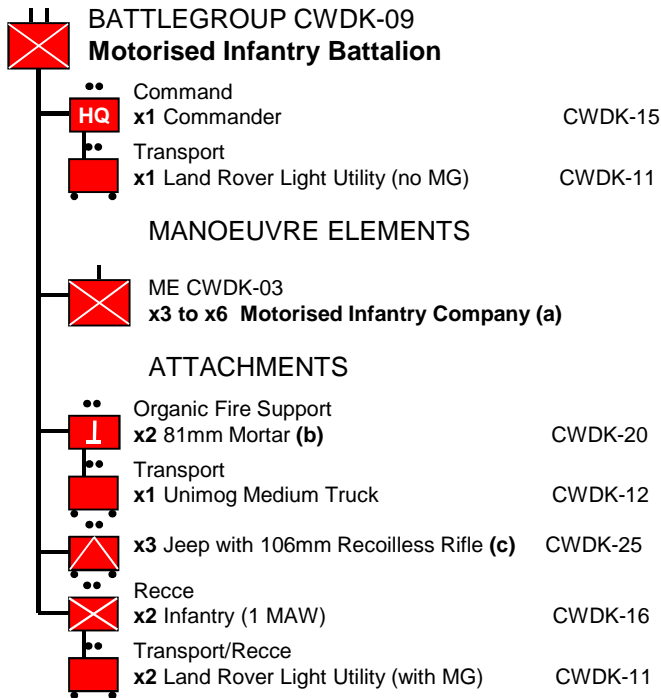 BATTLEGROUP CWDK-09
Motorised Infantry Battalion
Command
HQ x1 Commander CWDK-15
Transport
x1 Land Rover Light Utility (no MG) CWDK-11
MANOEUVRE ELEMENTS
ME CWDK-03
x3 to x6 Motorised Infantry Company (a)
ATTACHMENTS
Organic Fire Support
x2 81mm Mortar (b) CWDK-20
Transport
x1 Unimog Medium Truck CWDK-12
x3 Jeep with 106mm Recoilless Rifle (c) CWDK-25
Recce
x2 Infantry (1 MAW) CWDK-16
Transport/Recce
x2 Land Rover Light Utility (with MG) CWDK-11